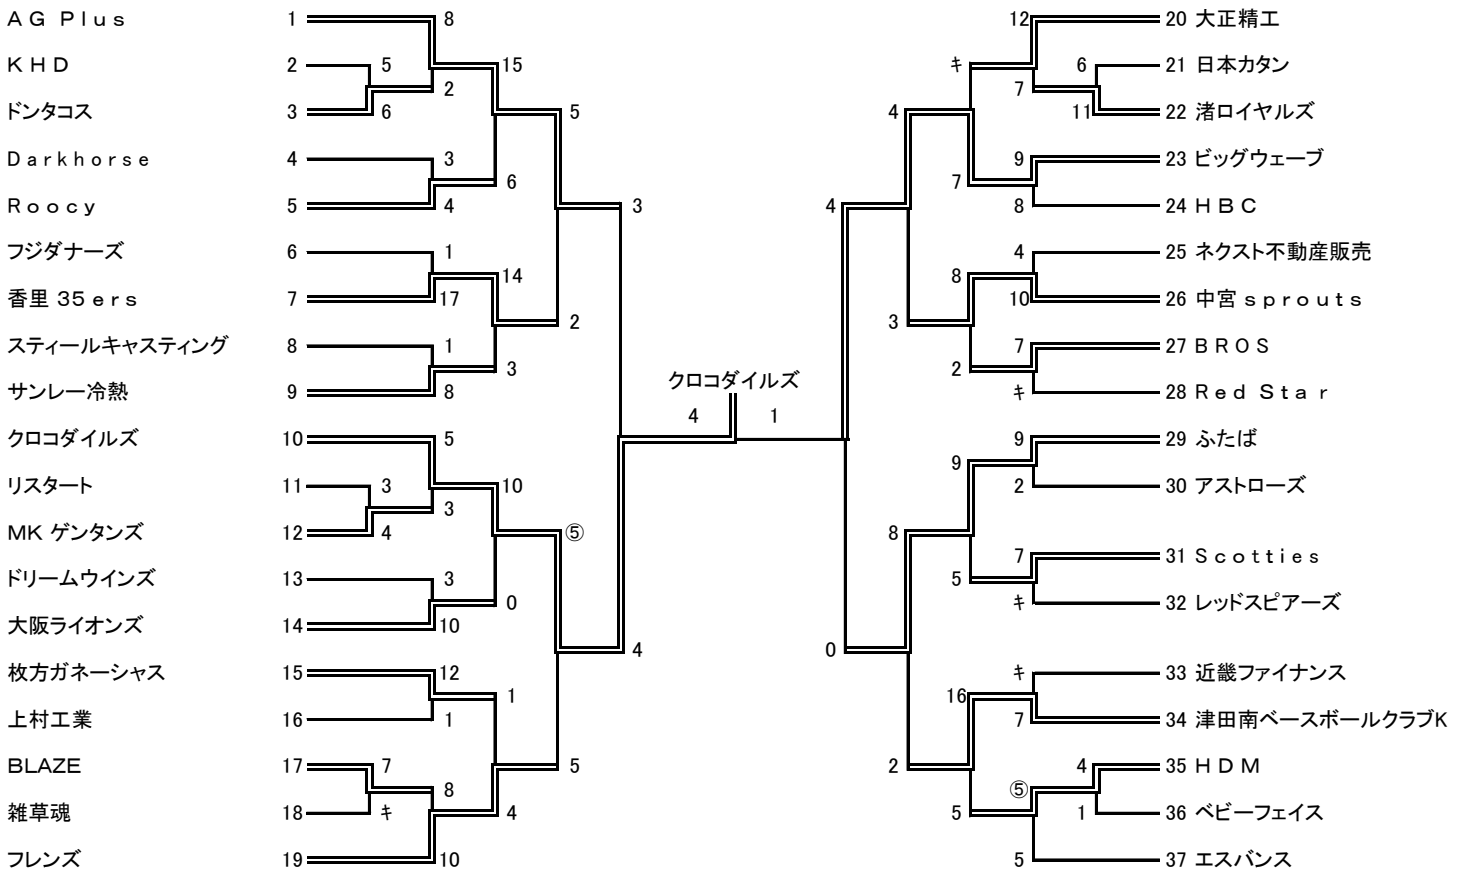 ＡＧ Ｐｌｕｓ 1 8 12 20 大正精工
ＫＨＤ 2 5 15 ｷ 6 21 日本カタン
2 7
ドンタコス 3 6 5 4 11 22 渚ロイヤルズ
Ｄａｒｋｈｏｒｓｅ 4 3 9 23 ビッグウェーブ
6 7
Ｒｏｏｃｙ 5 4 3 4 8 24 ＨＢＣ
フジダナーズ 6 1 4 25 ネクスト不動産販売
14 8
香里 35ｅｒｓ 7 17 10 26 中宮ｓｐｒｏｕｔｓ
2 3
スティールキャスティング 8 1 7 27 ＢＲＯＳ
3 2
サンレー冷熱 9 8 ｷ 28 Ｒｅｄ Ｓｔａｒ
クロコダイルズ
4 1
クロコダイルズ 10 5 9 29 ふたば
9
リスタート 11 3 10 2 30 アストローズ
3
MK ゲンタンズ 12 4 ⑤ 8
7 31 Ｓｃｏｔｔｉｅｓ
ドリームウインズ 13 3 5
0 ｷ 32 レッドスピアーズ
大阪ライオンズ 14 10
4 0
枚方ガネーシャス 15 12 ｷ 33 近畿ファイナンス
1 16
上村工業 16 1 7 34 津田南ベースボールクラブK
BLAZE 17 7 5 2 4 35 ＨＤＭ
8 ⑤
雑草魂 18 ｷ 4 5 1 36 ベビーフェイス
フレンズ 19 10 5 37 エスバンス